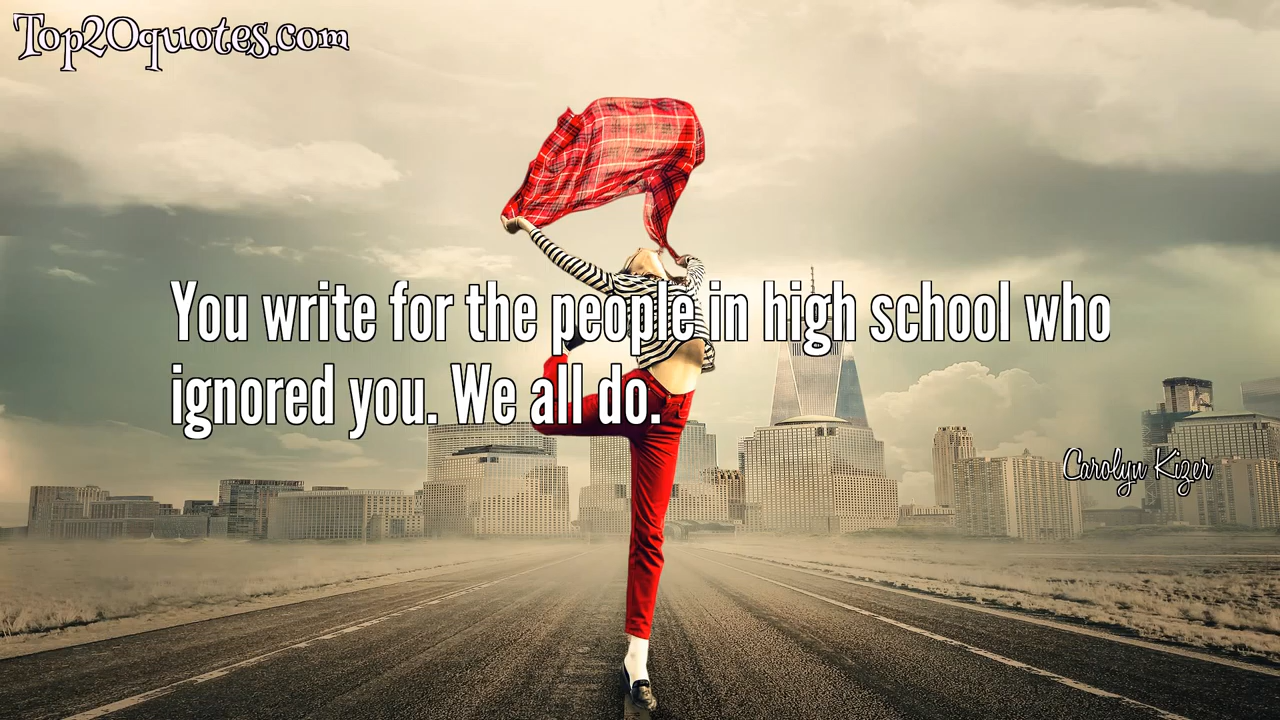 Top20quotes.com
You write for the people in high school who
ignored you. We all do.
Carolyn Kizer